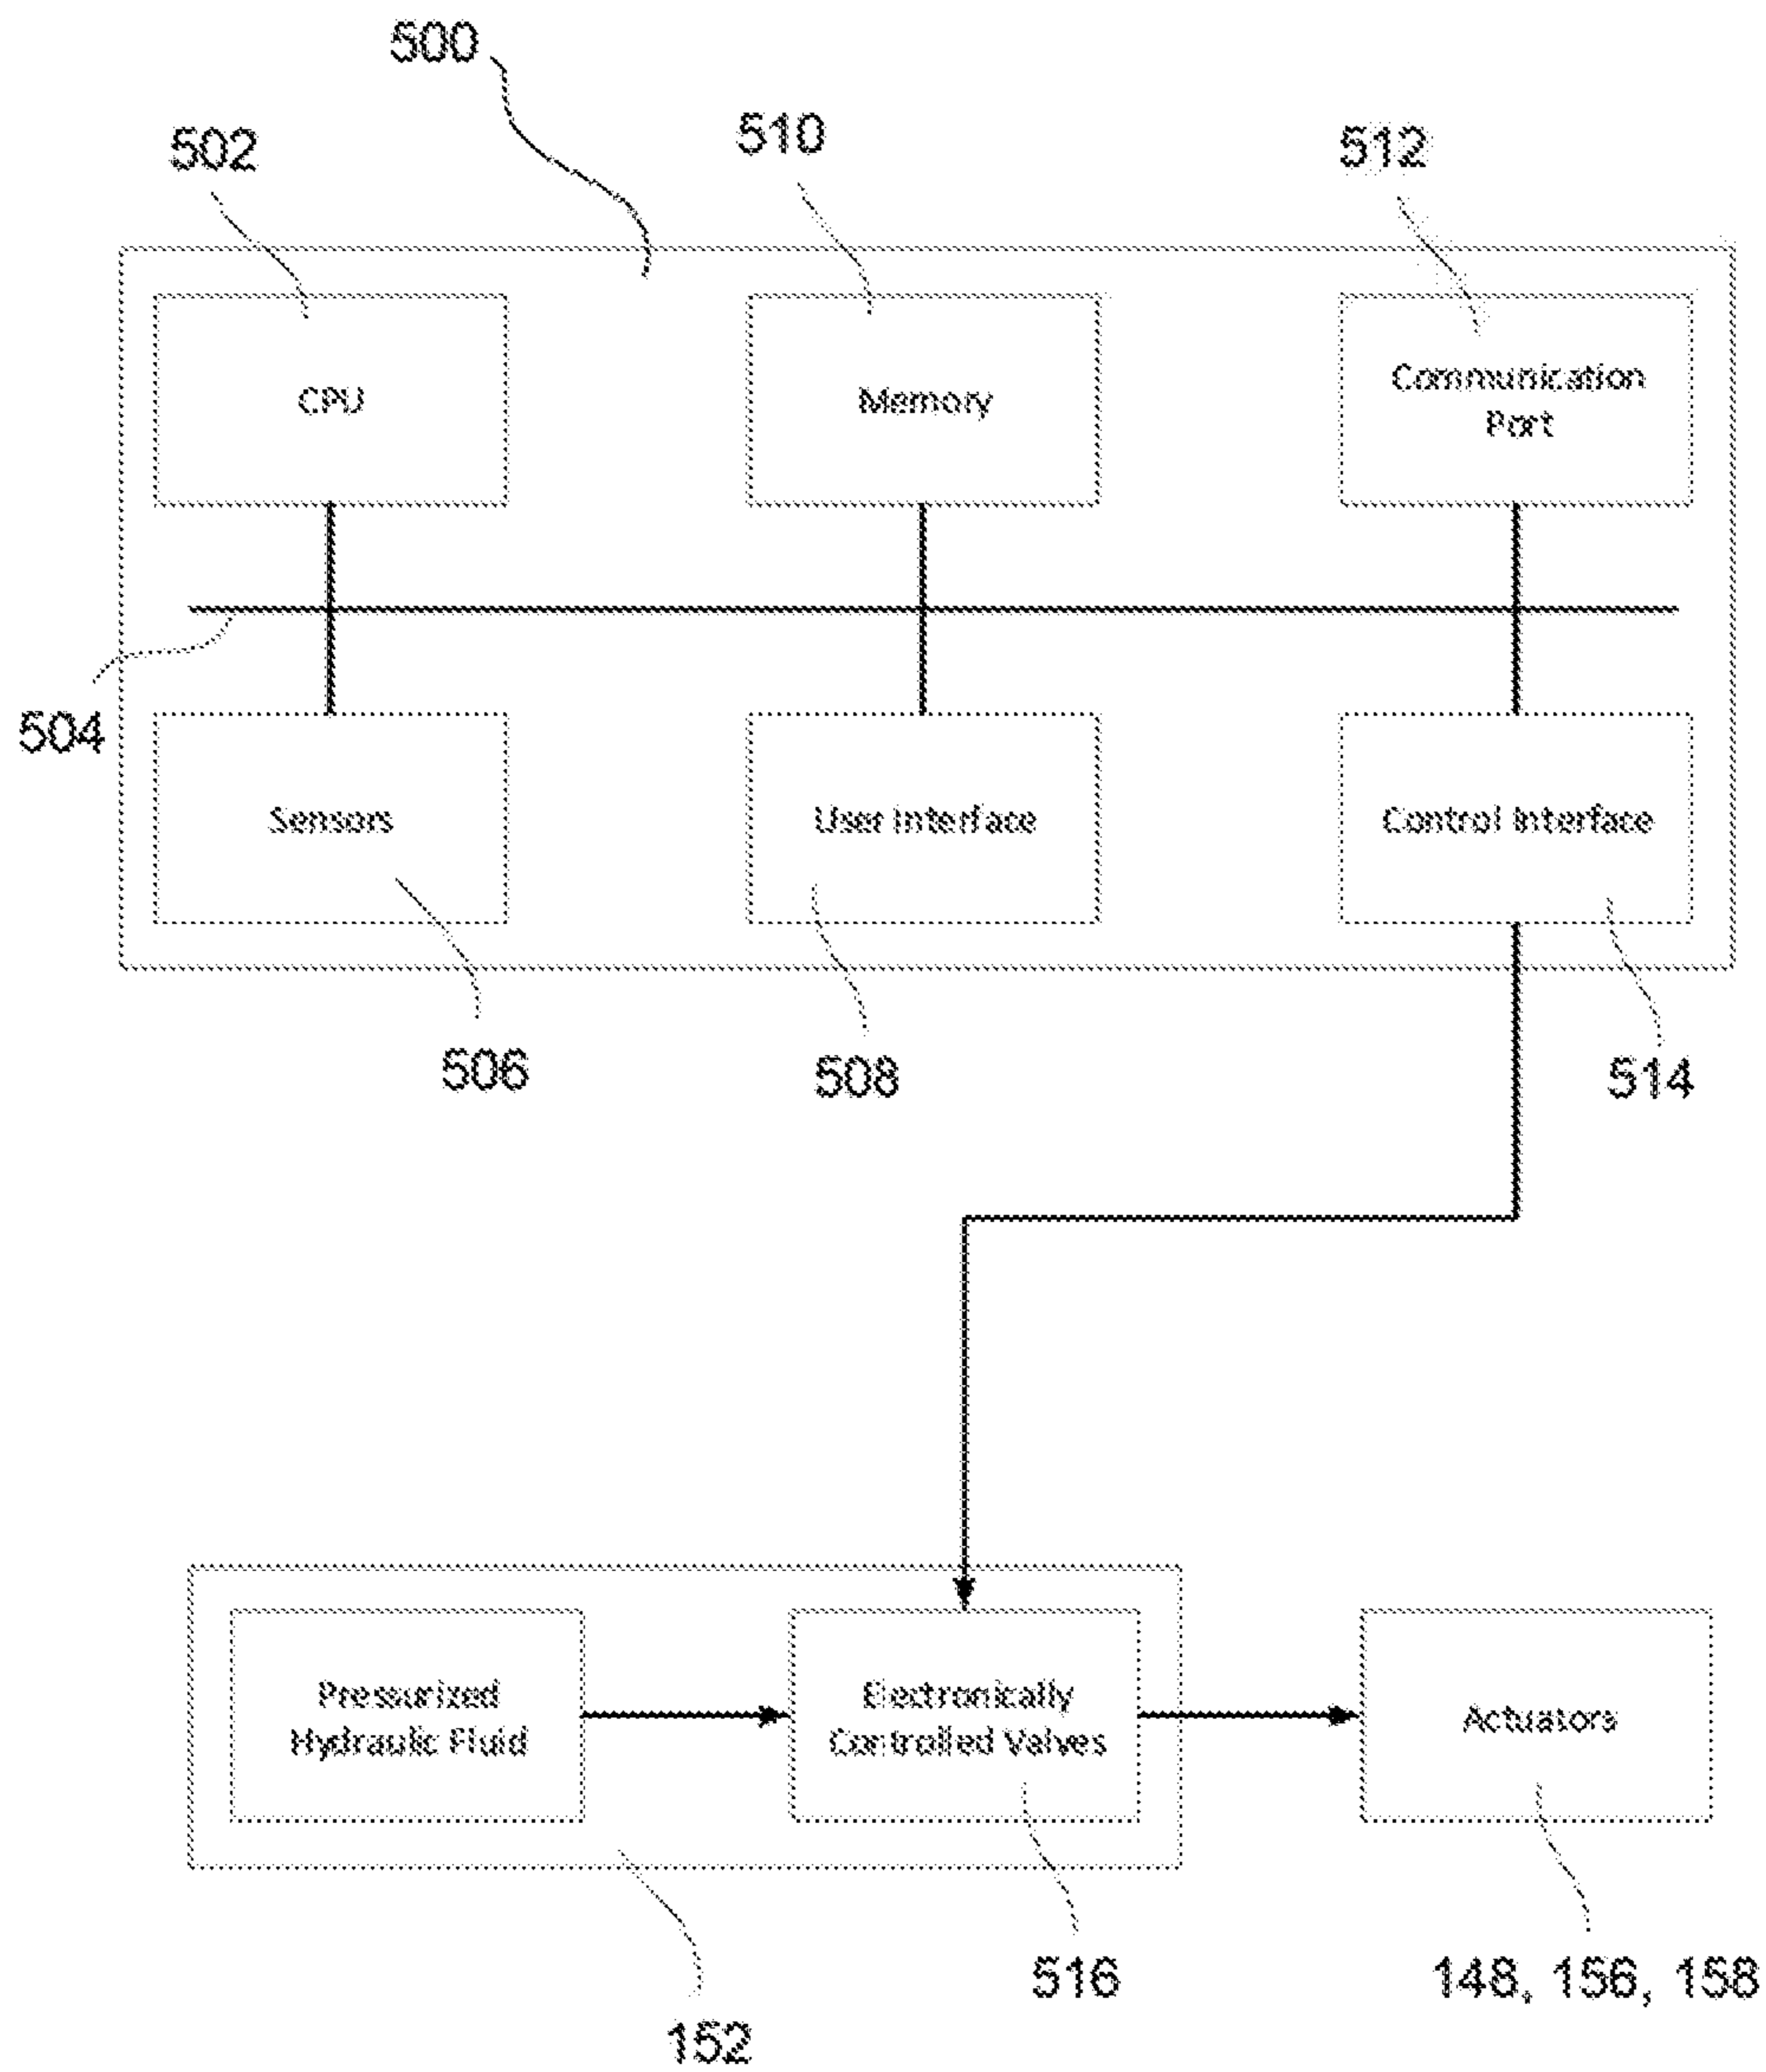 500
502
510
512
CPU
Memory
Communication
Port
504
Sensors
User Interface
Control Interface
506
508
514
Pressurized
Hydraulic Fluid
Electronically
Controlled Valves
Actuators
516
148, 156, 158
152